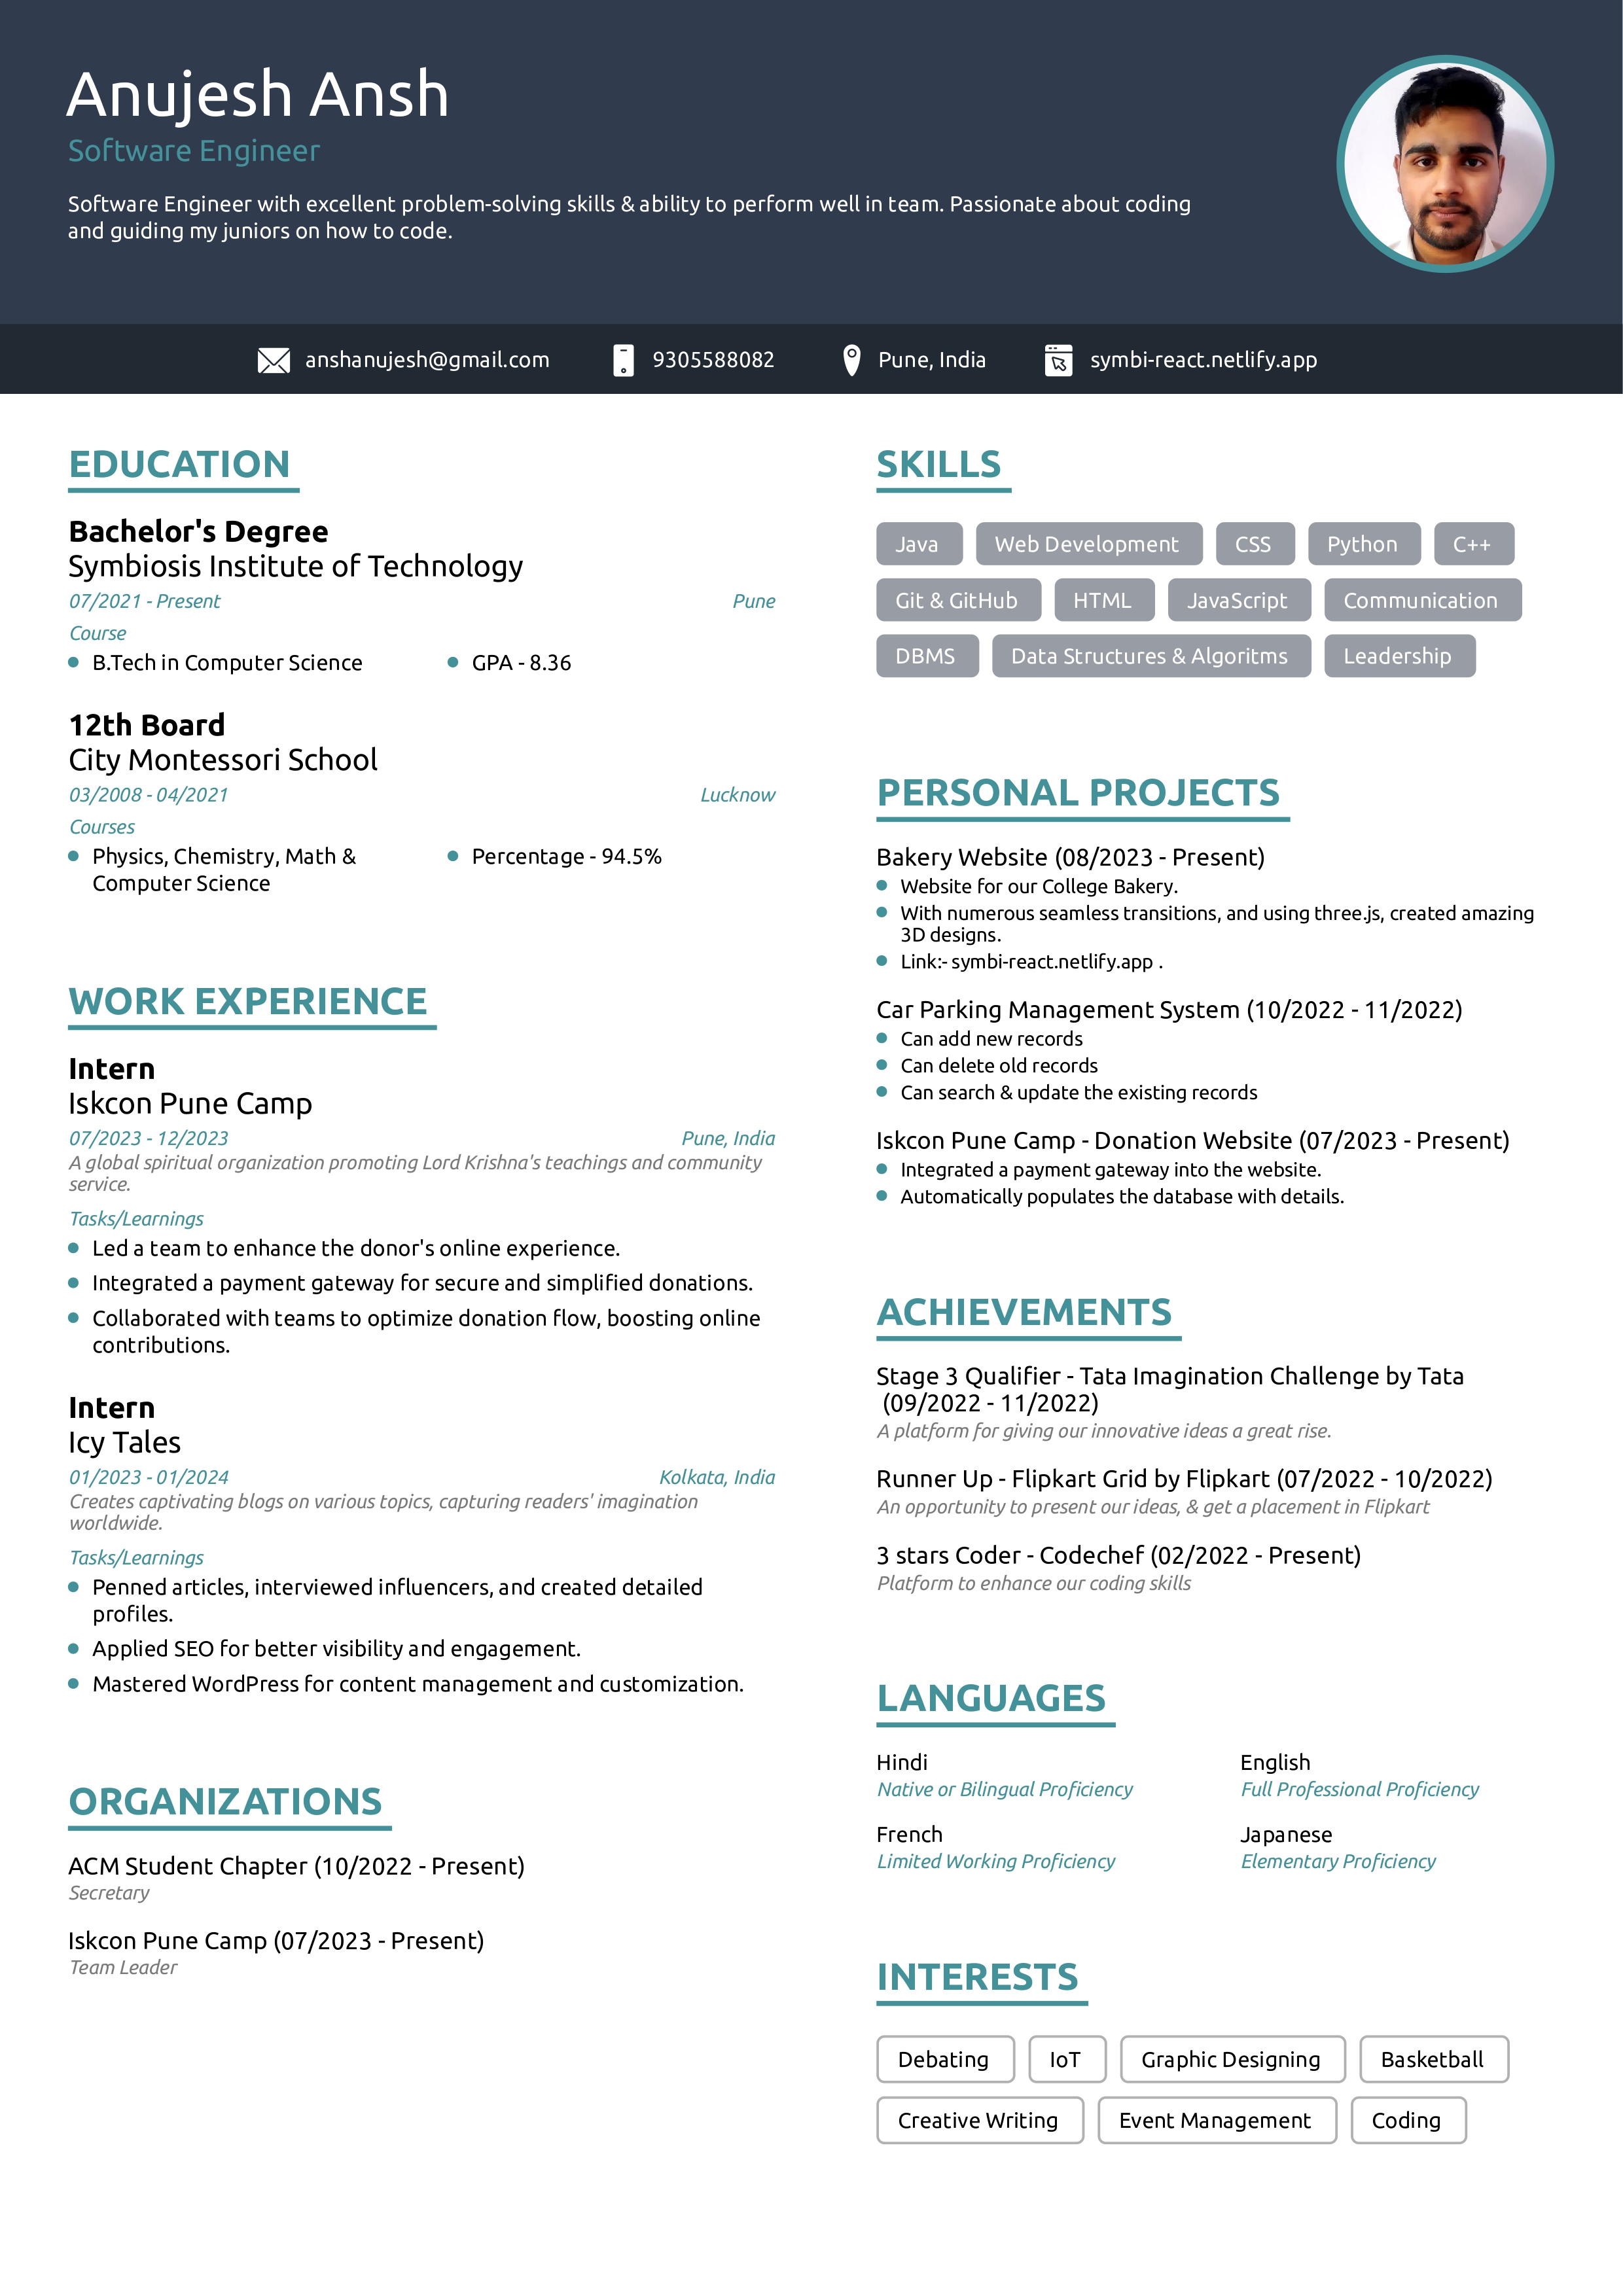 Anujesh Ansh
Software Engineer
Software Engineer with excellent problem-solving skills & ability to perform well in team. Passionate about coding
and guiding my juniors on how to code.
anshanujesh@gmail.com
9305588082
Pune, India
symbi-react.netlify.app
EDUCATION
Bachelor's Degree
Symbiosis Institute of Technology
07/2021 - Present Pune
Course
B.Tech in Computer Science GPA - 8.36
12th Board
City Montessori School
03/2008 - 04/2021 Lucknow
Courses
Physics, Chemistry, Math & Percentage - 94.5%
Computer Science
WORK EXPERIENCE
Intern
Iskcon Pune Camp
07/2023 - 12/2023 Pune, India
A global spiritual organization promoting Lord Krishna's teachings and community
service.
Tasks/Learnings
Led a team to enhance the donor's online experience.
Integrated a payment gateway for secure and simplified donations.
Collaborated with teams to optimize donation flow, boosting online
contributions.
Intern
Icy Tales
01/2023 - 01/2024 Kolkata, India
Creates captivating blogs on various topics, capturing readers' imagination
worldwide.
Tasks/Learnings
Penned articles, interviewed influencers, and created detailed
profiles.
Applied SEO for better visibility and engagement.
Mastered WordPress for content management and customization.
ORGANIZATIONS
ACM Student Chapter (10/2022 - Present)
Secretary
Iskcon Pune Camp (07/2023 - Present)
Team Leader
SKILLS
Java Web Development CSS Python C++
Git & GitHub HTML JavaScript Communication
DBMS Data Structures & Algoritms Leadership
PERSONAL PROJECTS
Bakery Website (08/2023 - Present)
Website for our College Bakery.
With numerous seamless transitions, and using three.js, created amazing
3D designs.
Link:- symbi-react.netlify.app .
Car Parking Management System (10/2022 - 11/2022)
Can add new records
Can delete old records
Can search & update the existing records
Iskcon Pune Camp - Donation Website (07/2023 - Present)
Integrated a payment gateway into the website.
Automatically populates the database with details.
ACHIEVEMENTS
Stage 3 Qualifier - Tata Imagination Challenge by Tata
(09/2022 - 11/2022)
A platform for giving our innovative ideas a great rise.
Runner Up - Flipkart Grid by Flipkart (07/2022 - 10/2022)
An opportunity to present our ideas, & get a placement in Flipkart
3 stars Coder - Codechef (02/2022 - Present)
Platform to enhance our coding skills
LANGUAGES
Hindi English
Native or Bilingual Proficiency Full Professional Proficiency
French Japanese
Limited Working Proficiency Elementary Proficiency
INTERESTS
Debating IoT Graphic Designing Basketball
Creative Writing Event Management Coding